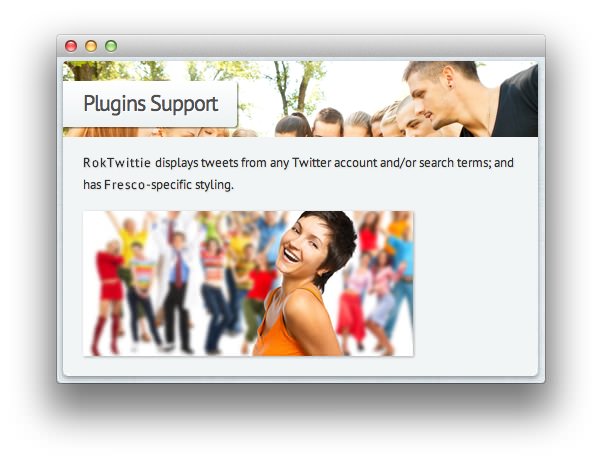 Plugins Support
RokTwittie displays tweets from any Twitter account and/or search terms; and
has Fresco-specific styling.